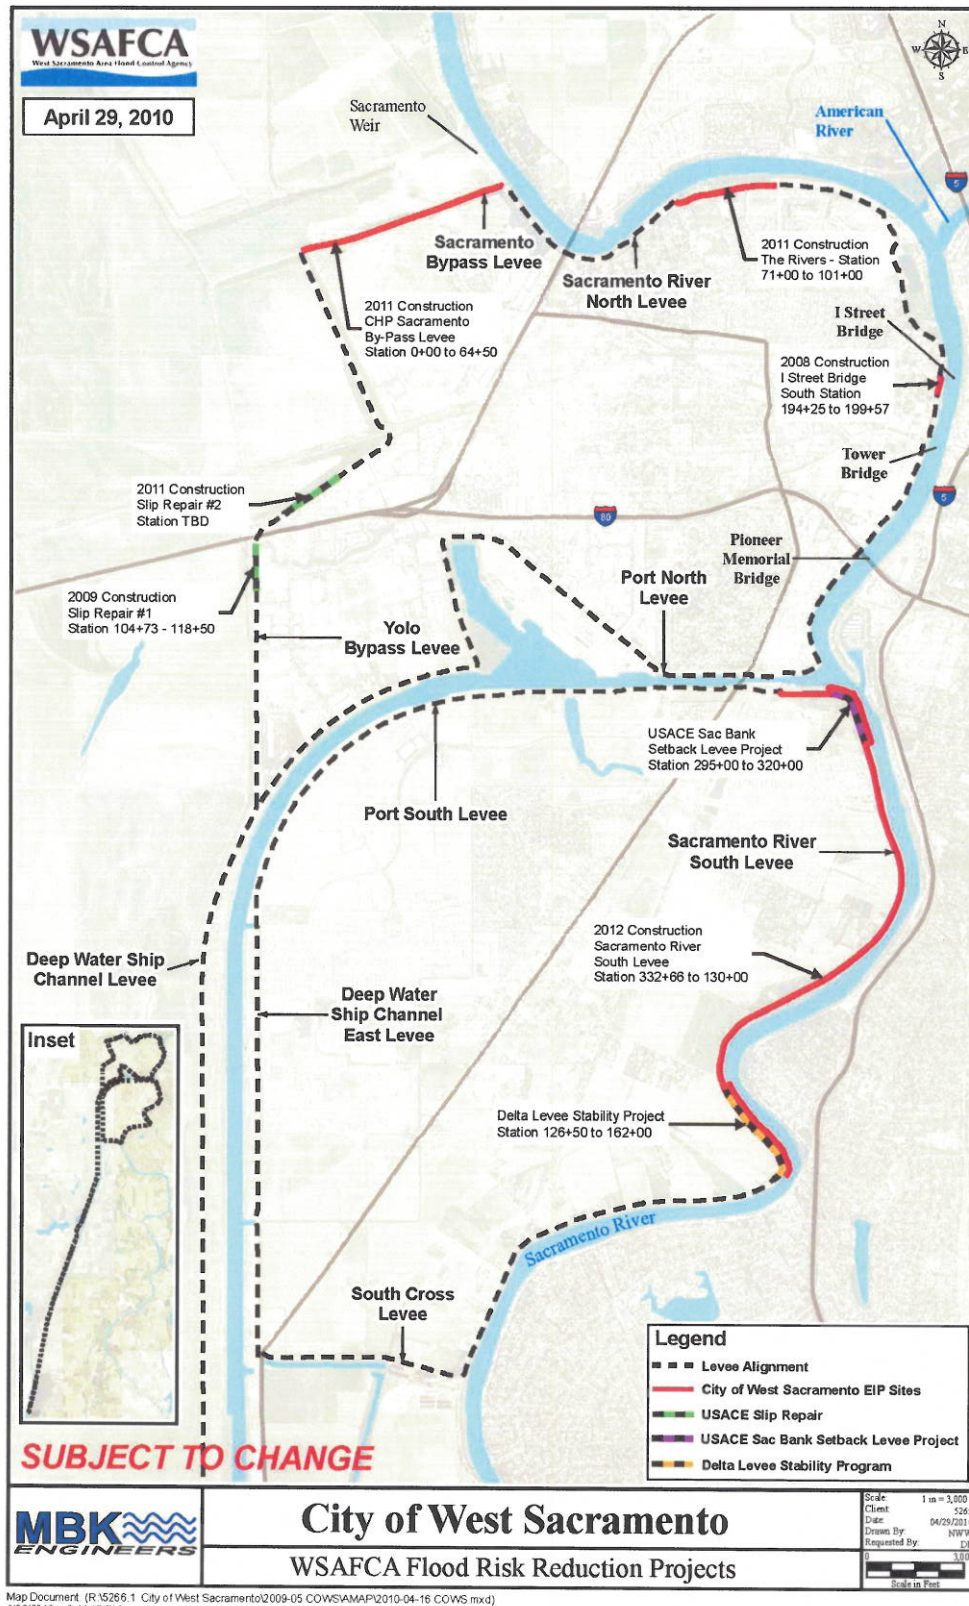 WSAFCA
West Sacramento Area Flood Control Agency
April 29, 2010
N
W
E
S
Sacramento
Weir
American
River
5
Sacramento
Bypass Levee
Sacramento River
North Levee
2011 Construction
The Rivers - Station
71+00 to 101+00
2011 Construction
CHP Sacramento
By-Pass Levee
Station 0+00 to 64+50
I Street
Bridge
2008 Construction
I Street Bridge
South Station
194+25 to 199+57
Tower
Bridge
5
2011 Construction
Slip Repair #2
Station TBD
80
Pioneer
Memorial
Bridge
2009 Construction
Slip Repair #1
Station 104+73 - 118+50
Port North
Levee
Yolo
Bypass Levee
USACE Sac Bank
Setback Levee Project
Station 295+00 to 320+00
Port South Levee
Sacramento River
South Levee
2012 Construction
Sacramento River
South Levee
Station 332+66 to 130+00
Deep Water Ship
Channel Levee
Deep Water
Ship Channel
East Levee
Inset
Delta Levee Stability Project
Station 126+50 to 162+00
Sacramento River
South Cross
Levee
Legend
Levee Alignment
City of West Sacramento EIP Sites
USACE Slip Repair
USACE Sac Bank Setback Levee Project
Delta Levee Stability Program
SUBJECT TO CHANGE
MBK
ENGINEERS
City of West Sacramento
WSAFCA Flood Risk Reduction Projects
Scale: 1 in = 3,000
Client: 526
Date: 04/29/201
Drawn By: NWW
Requested By: D
0 3,00
Scale in Feet
Map Document: (R:\5266.1 City of West Sacramento\2009-05 COWS\AMAP\2010-04-16 COWS.mxd)